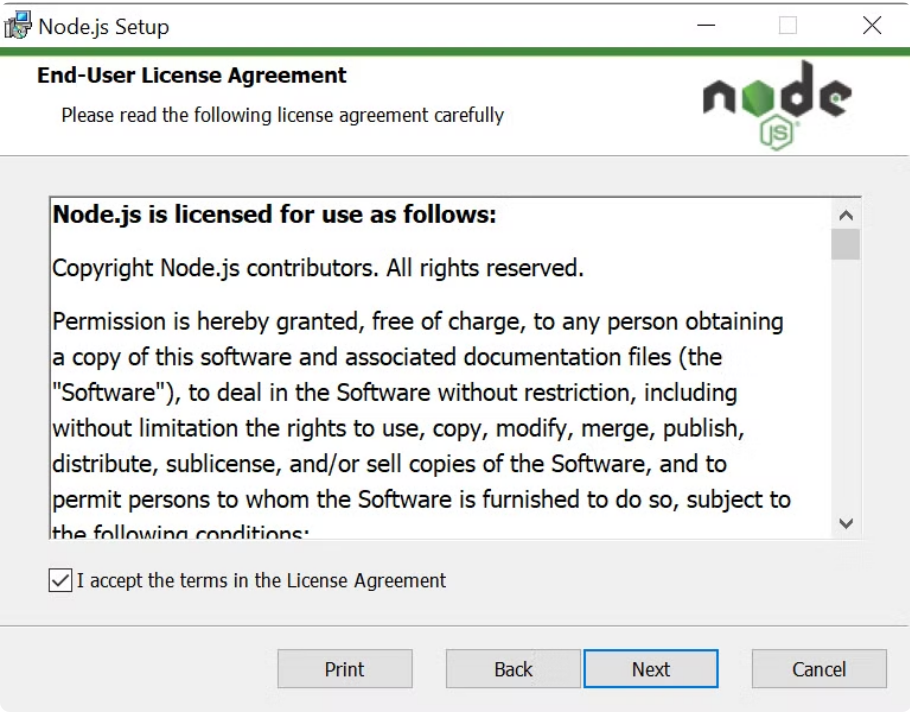 Node.js Setup
End-User License Agreement
Please read the following license agreement carefully
node
JS
Node.js is licensed for use as follows:
Copyright Node.js contributors. All rights reserved.
Permission is hereby granted, free of charge, to any person obtaining
a copy of this software and associated documentation files (the
"Software"), to deal in the Software without restriction, including
without limitation the rights to use, copy, modify, merge, publish,
distribute, sublicense, and/or sell copies of the Software, and to
permit persons to whom the Software is furnished to do so, subject to
the following conditions:
I accept the terms in the License Agreement
Print
Back
Next
Cancel